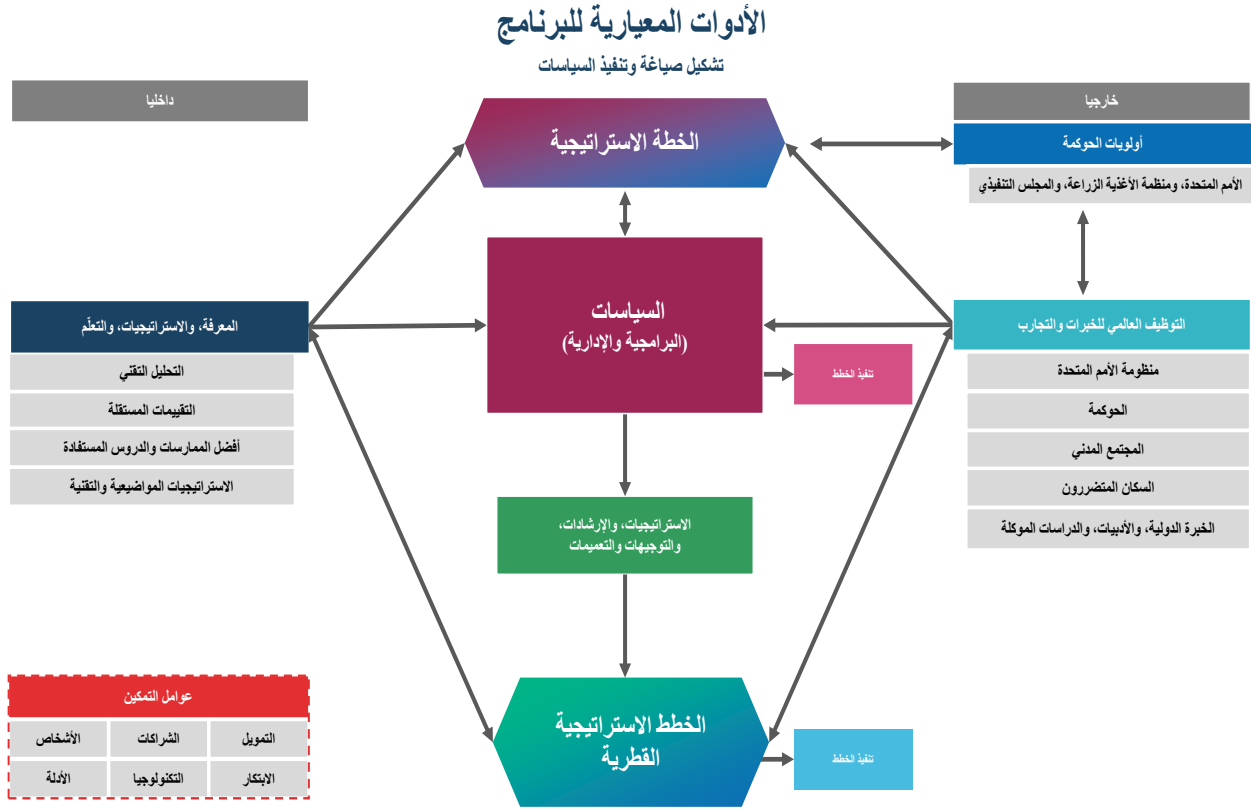 الأدوات المعيارية للبرنامج
تشكيل صياغة وتنفيذ السياسات
خارجيا
داخليا
أولويات الحوكمة
الأمم المتحدة، ومنظمة الأغذية الزراعة، والمجلس التنفيذي
الخطة الاستراتيجية
السياسات
(البرامجية والإدارية)
تنفيذ الخطط
التوظيف العالمي للخبرات والتجارب
منظومة الأمم المتحدة
الحوكمة
المجتمع المدني
السكان المتضررون
الخبرة الدولية، والأدبيات، والدراسات الموكلة
المعرفة، والاستراتيجيات، والتعلّم
التحليل التقني
التقييمات المستقلة
أفضل الممارسات والدروس المستفادة
الاستراتيجيات المواضيعية والتقنية
الاستراتيجيات، والإرشادات،
والتوجيهات والتعميمات
الخطط الاستراتيجية
القطرية
تنفيذ الخطط
عوامل التمكين
التمويل
الشراكات
الأشخاص
الابتكار
التكنولوجيا
الأدلة